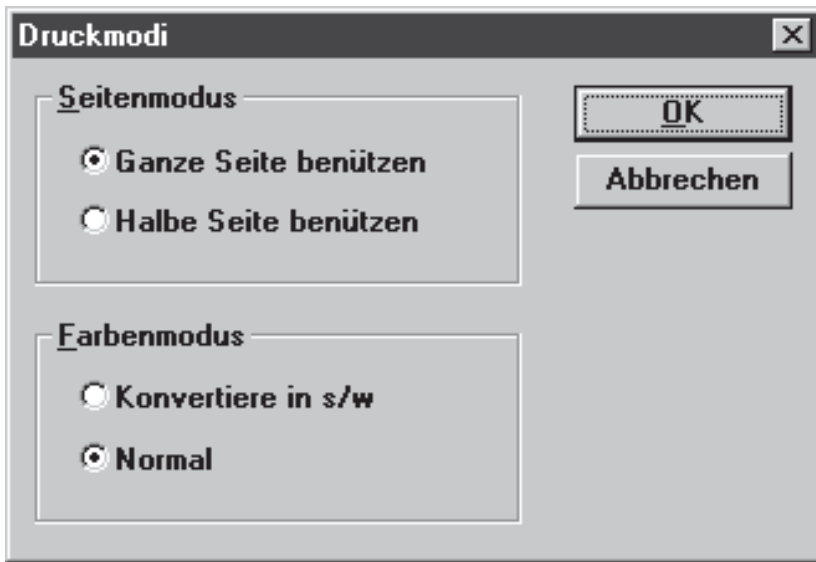 Druckmodi
Seitenmodus
Ganze Seite benützen
Halbe Seite benützen
OK
Abbrechen
Farbenmodus
Konvertiere in s/w
Normal